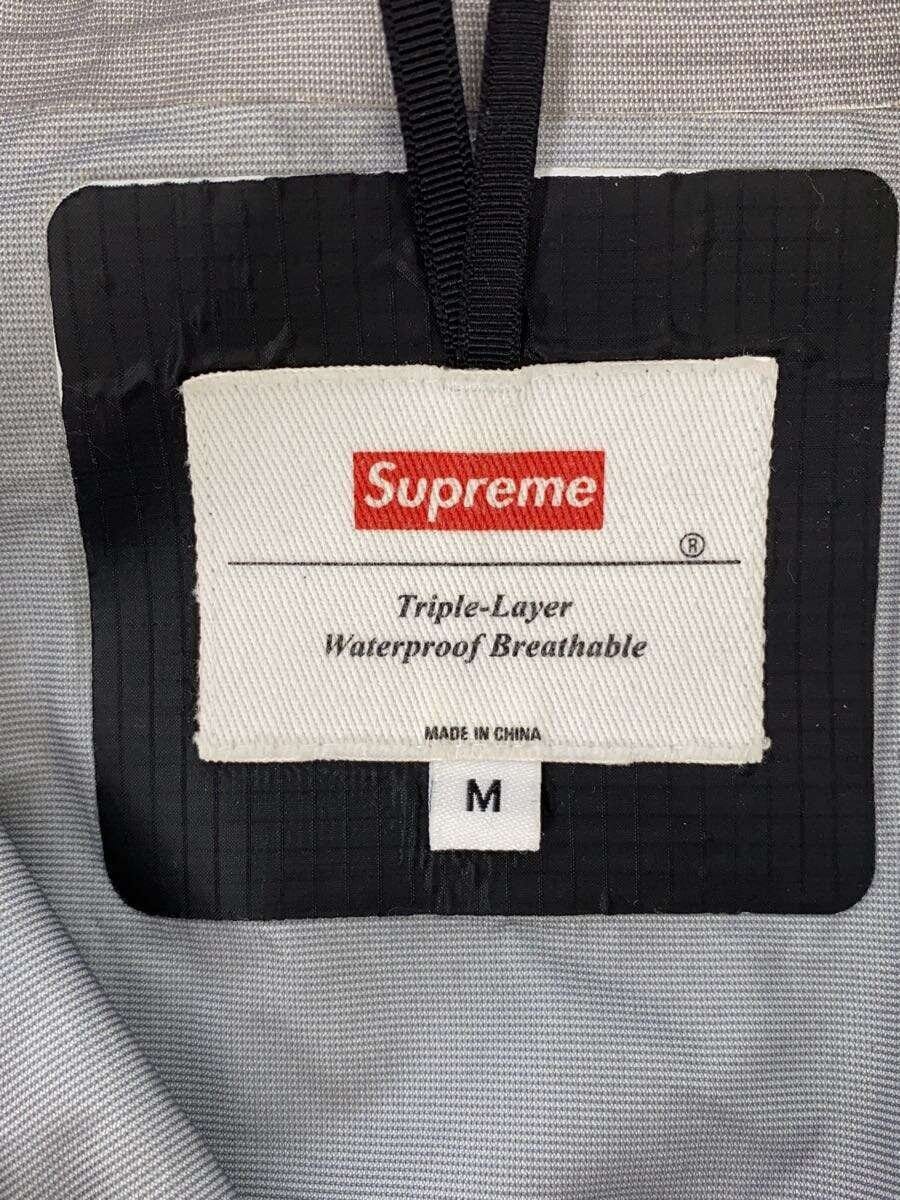 Supreme
®
Triple-Layer
Waterproof Breathable
MADE IN CHINA
M